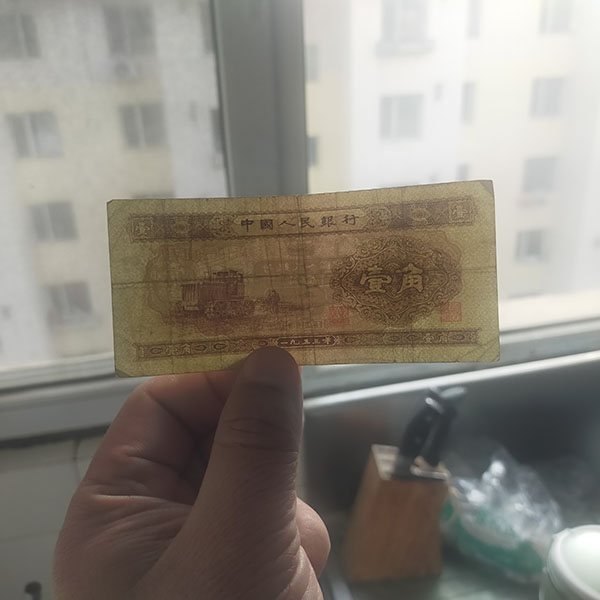 中國人民銀行
壹角
一九五三年